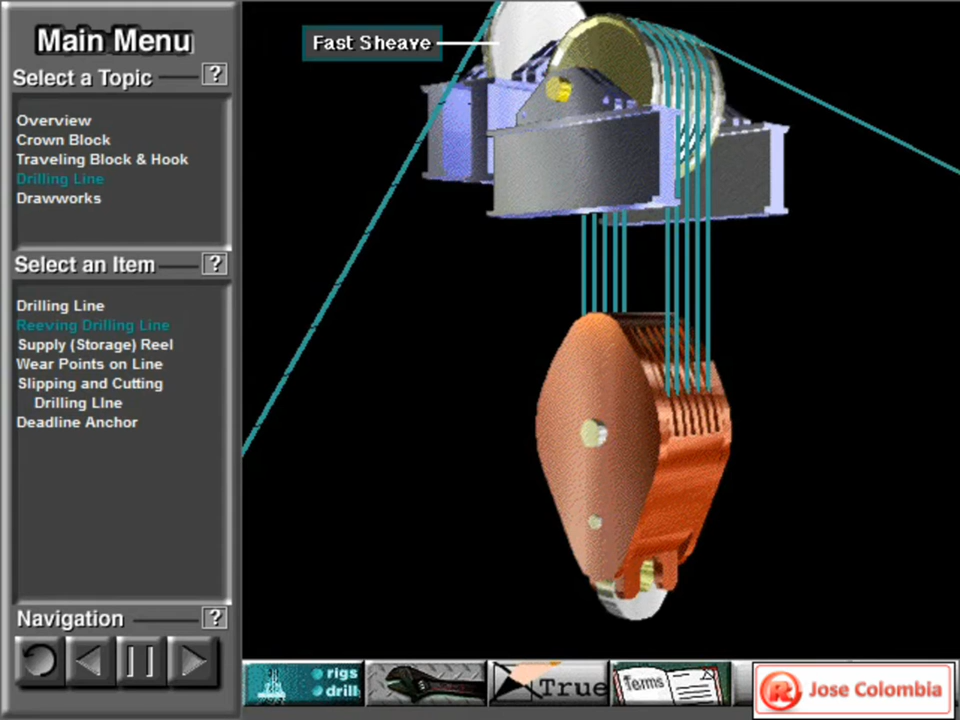 Main Menu
Select a Topic ?
Overview
Crown Block
Traveling Block & Hook
Drilling Line
Drawworks
Select an Item ?
Drilling Line
Reeving Drilling Line
Supply (Storage) Reel
Wear Points on Line
Slipping and Cutting
Drilling LIne
Deadline Anchor
Navigation ?
Fast Sheave
rigs
drill
True
Terms
R Jose Colombia